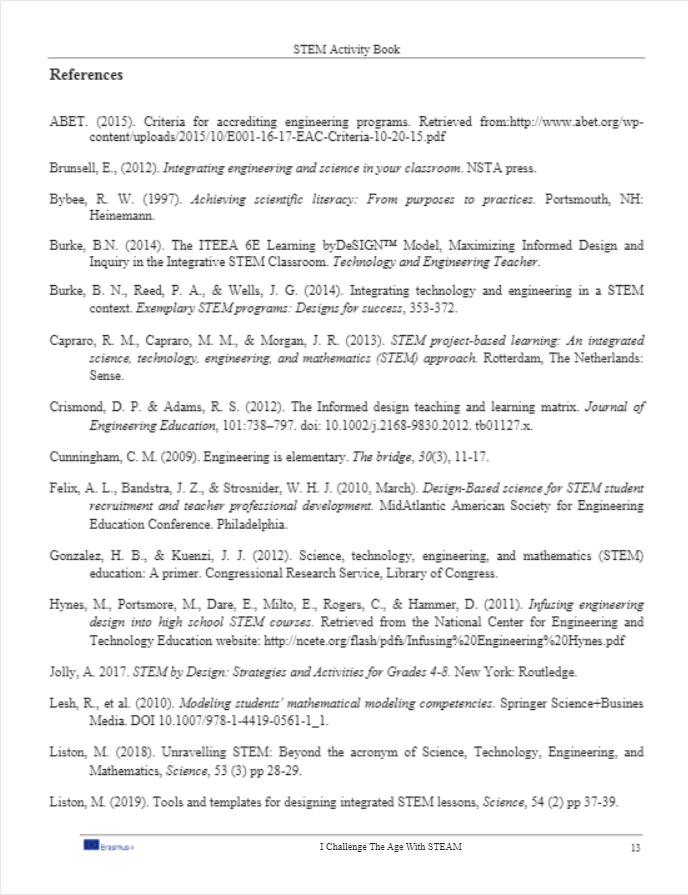 STEM Activity Book
References
ABET. (2015). Criteria for accrediting engineering programs. Retrieved from:http://www.abet.org/wp-
content/uploads/2015/10/E001-16-17-EAC-Criteria-10-20-15.pdf
Brunsell, E., (2012). Integrating engineering and science in your classroom. NSTA press.
Bybee, R. W. (1997). Achieving scientific literacy: From purposes to practices. Portsmouth, NH:
Heinemann.
Burke, B.N. (2014). The ITEEA 6E Learning byDeSIGN™ Model, Maximizing Informed Design and
Inquiry in the Integrative STEM Classroom. Technology and Engineering Teacher.
Burke, B. N., Reed, P. A., & Wells, J. G. (2014). Integrating technology and engineering in a STEM
context. Exemplary STEM programs: Designs for success, 353-372.
Capraro, R. M., Capraro, M. M., & Morgan, J. R. (2013). STEM project-based learning: An integrated
science, technology, engineering, and mathematics (STEM) approach. Rotterdam, The Netherlands:
Sense.
Crismond, D. P. & Adams, R. S. (2012). The Informed design teaching and learning matrix. Journal of
Engineering Education, 101:738–797. doi: 10.1002/j.2168-9830.2012. tb01127.x.
Cunningham, C. M. (2009). Engineering is elementary. The bridge, 30(3), 11-17.
Felix, A. L., Bandstra, J. Z., & Strosnider, W. H. J. (2010, March). Design-Based science for STEM student
recruitment and teacher professional development. MidAtlantic American Society for Engineering
Education Conference. Philadelphia.
Gonzalez, H. B., & Kuenzi, J. J. (2012). Science, technology, engineering, and mathematics (STEM)
education: A primer. Congressional Research Service, Library of Congress.
Hynes, M., Portsmore, M., Dare, E., Milto, E., Rogers, C., & Hammer, D. (2011). Infusing engineering
design into high school STEM courses. Retrieved from the National Center for Engineering and
Technology Education website: http://ncete.org/flash/pdfs/Infusing%20Engineering%20Hynes.pdf
Jolly, A. 2017. STEM by Design: Strategies and Activities for Grades 4-8. New York: Routledge.
Lesh, R., et al. (2010). Modeling students' mathematical modeling competencies. Springer Science+Busines
Media. DOI 10.1007/978-1-4419-0561-1_1.
Liston, M. (2018). Unravelling STEM: Beyond the acronym of Science, Technology, Engineering, and
Mathematics, Science, 53 (3) pp 28-29.
Liston, M. (2019). Tools and templates for designing integrated STEM lessons, Science, 54 (2) pp 37-39.
Erasmus+
I Challenge The Age With STEAM
13